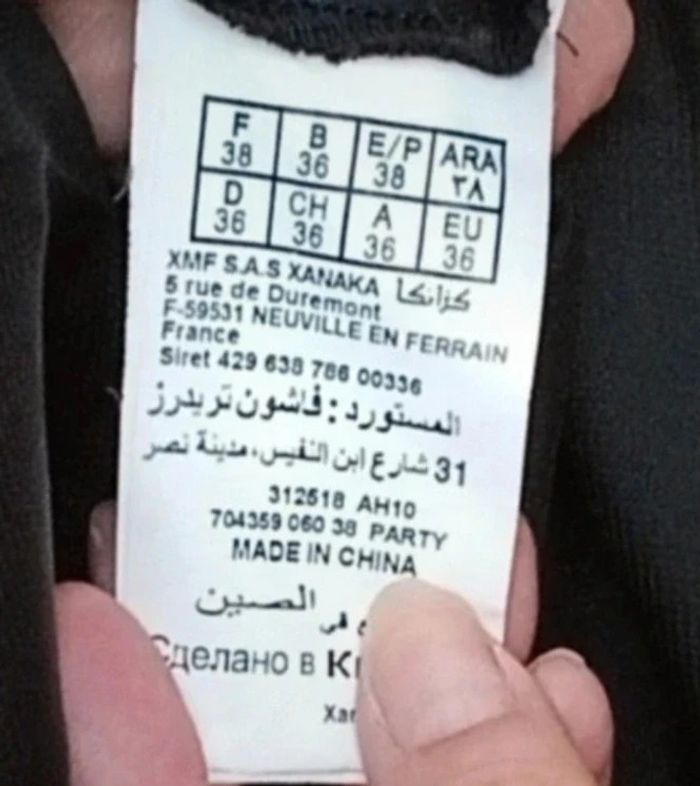 F B E/P ARA
38 36 38 ٣٨
D CH A EU
36 36 36 36
XMF S.A.S XANAKA كزانكا
5 rue de Duremont
F-59531 NEUVILLE EN FERRAIN
France
Siret 429 638 786 00336
المستورد : فاشون تريدرز
31 شارع ابن النفيس، مدينة نصر
312518 AH10
704359 060 38 PARTY
MADE IN CHINA
فى الصين
Сделано в